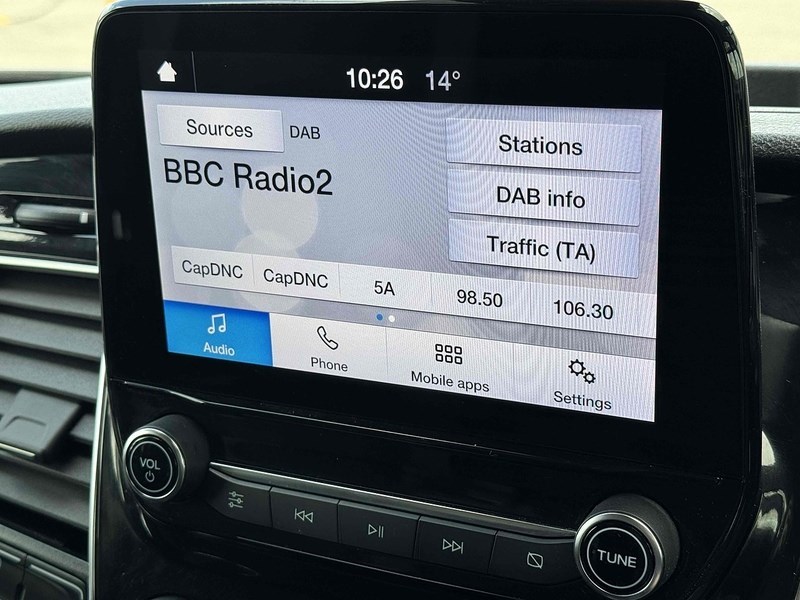 10:26 14°
Sources DAB
BBC Radio2
Stations
DAB info
Traffic (TA)
CapDNC CapDNC 5A 98.50 106.30
Audio Phone Mobile apps Settings
VOL
TUNE